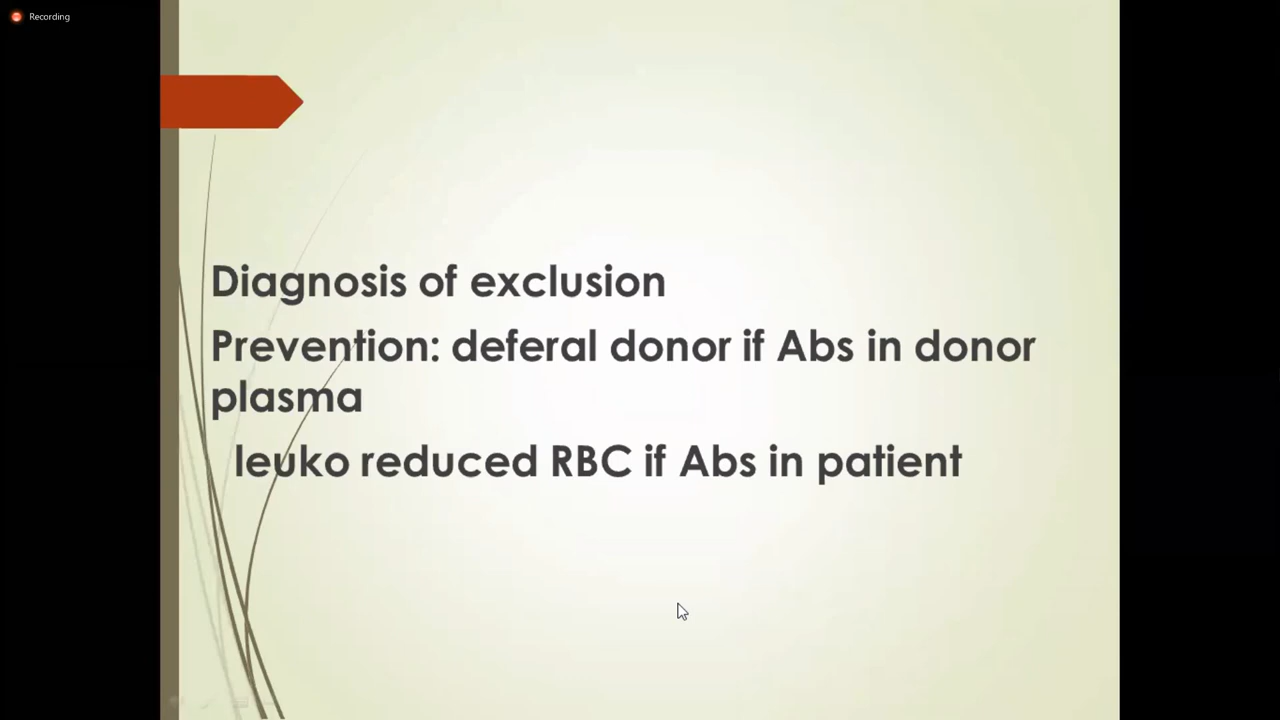 Recording
Diagnosis of exclusion
Prevention: deferal donor if Abs in donor
plasma
leuko reduced RBC if Abs in patient